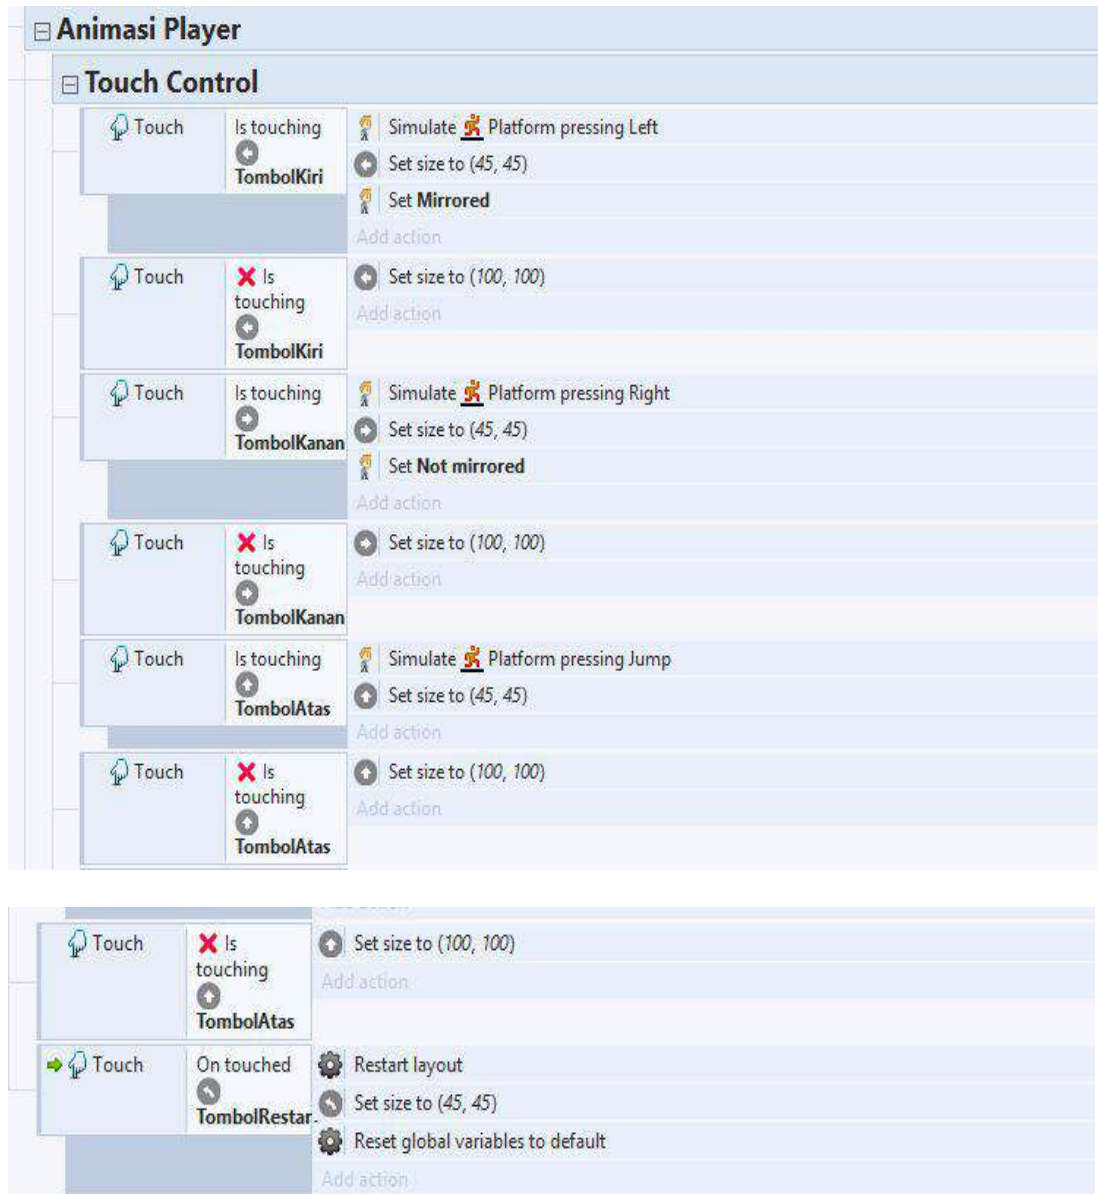 Animasi Player
Touch Control
Touch Is touching Simulate Platform pressing Left
TombolKiri Set size to (45, 45)
Set Mirrored
Add action
Touch Is Set size to (100, 100)
touching Add action
TombolKiri
Touch Is touching Simulate Platform pressing Right
TombolKanan Set size to (45, 45)
Set Not mirrored
Add action
Touch Is Set size to (100, 100)
touching Add action
TombolKanan
Touch Is touching Simulate Platform pressing Jump
TombolAtas Set size to (45, 45)
Add action
Touch Is Set size to (100, 100)
touching Add action
TombolAtas
Touch Is Set size to (100, 100)
touching Add action
TombolAtas
Touch On touched Restart layout
TombolRestar Set size to (45, 45)
Reset global variables to default
Add action